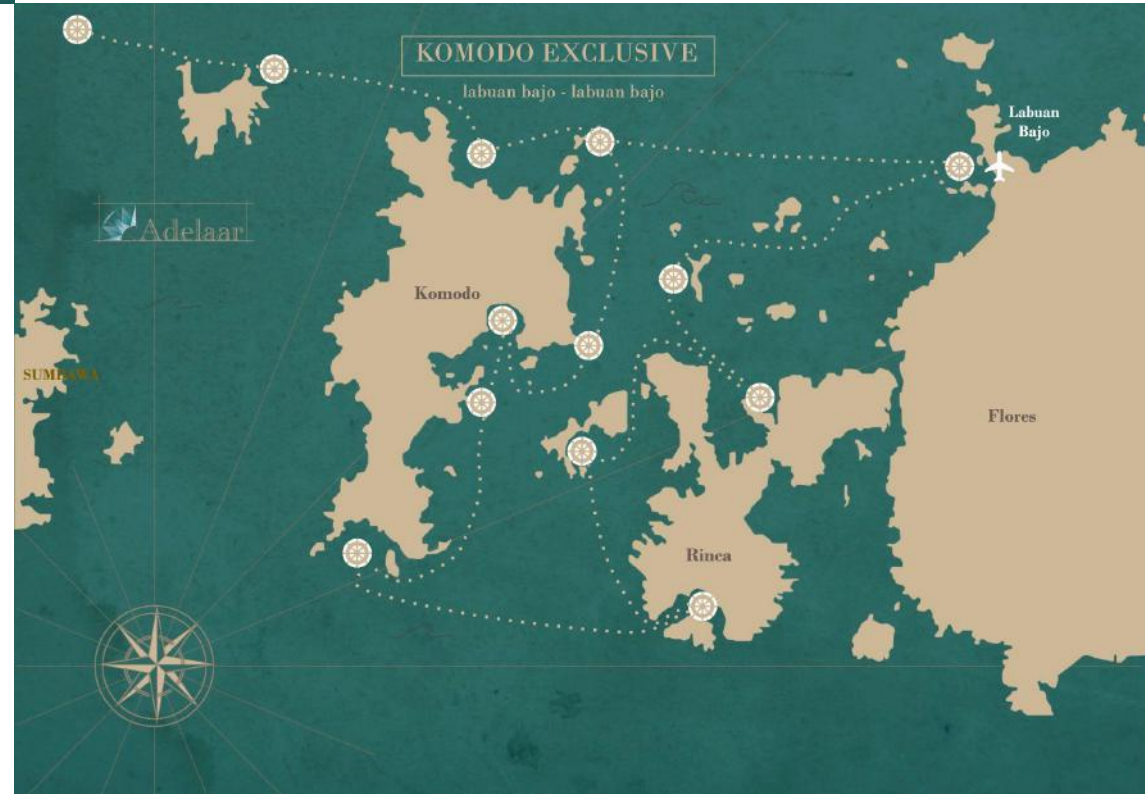 KOMODO EXCLUSIVE
labuan bajo - labuan bajo
Labuan
Bajo
Adelaar
Komodo
SUMBAWA
Flores
Rinca